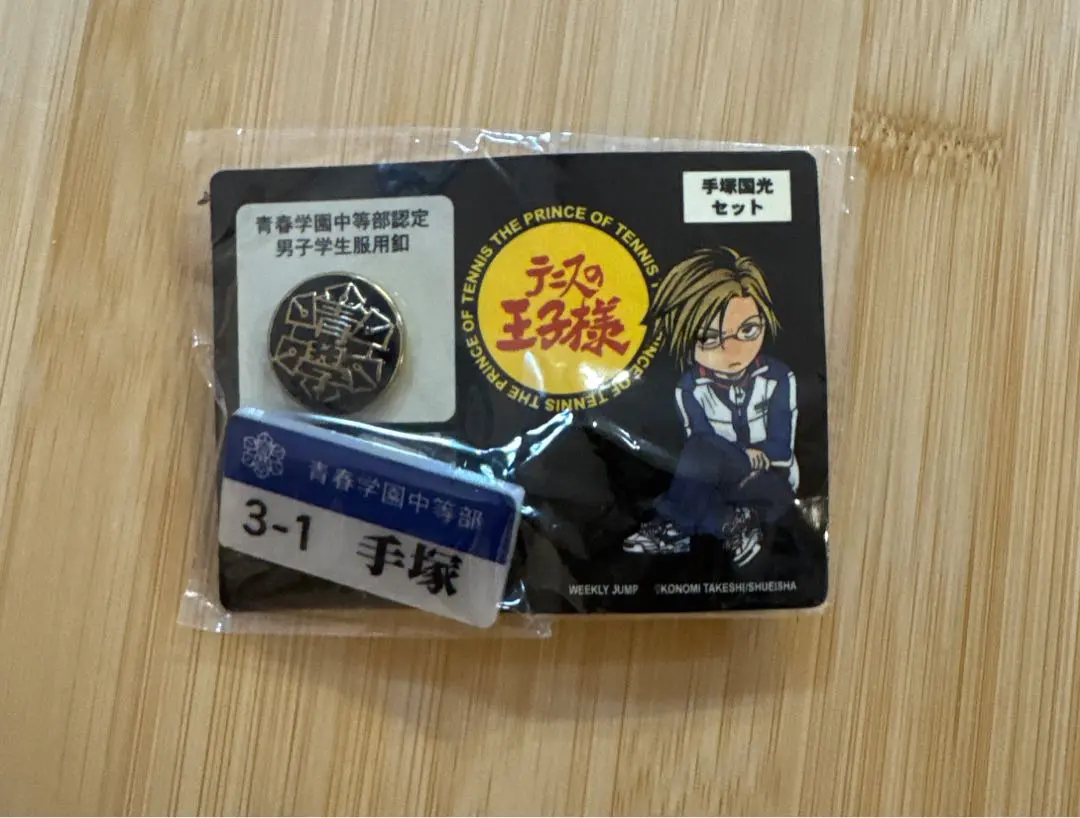 手塚国光
セット
青春学園中等部認定
男子学生服用釦
青学
THE PRINCE OF TENNIS THE PRINCE OF TENNIS THE PRINCE OF TENNIS
テニスの
王子様
青春学園中等部
3-1 手塚
WEEKLY JUMP ©KONOMI TAKESHI/SHUEISHA